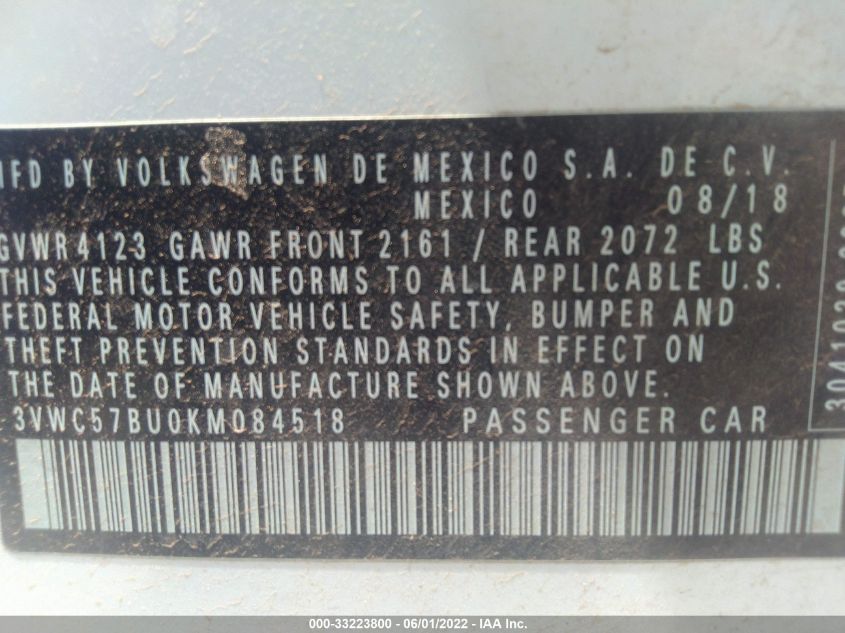 MFD BY VOLKSWAGEN DE MEXICO S.A. DE C.V.
MEXICO 08/18
GVWR 4123 GAWR FRONT 2161 / REAR 2072 LBS
THIS VEHICLE CONFORMS TO ALL APPLICABLE U.S.
FEDERAL MOTOR VEHICLE SAFETY, BUMPER AND
THEFT PREVENTION STANDARDS IN EFFECT ON
THE DATE OF MANUFACTURE SHOWN ABOVE.
3VWC57BU0KM084518 PASSENGER CAR
000-33223800 - 06/01/2022 - IAA Inc.